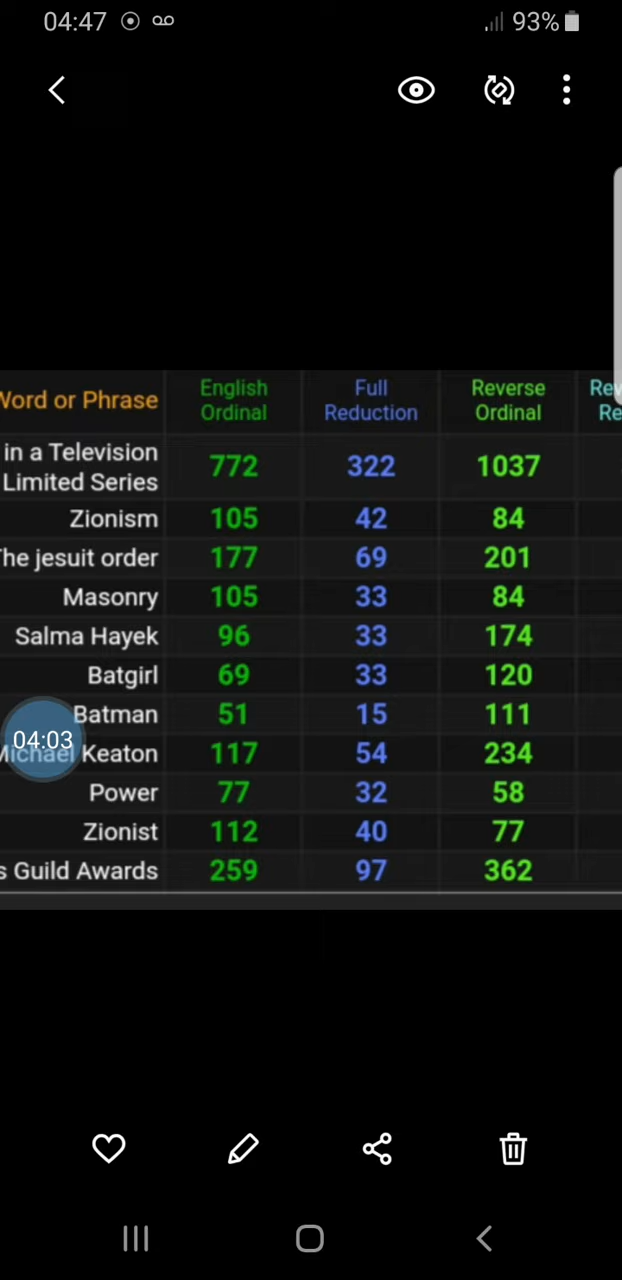 04:47 93%
Word or Phrase English Ordinal Full Reduction Reverse Ordinal
in a Television
Limited Series 772 322 1037
Zionism 105 42 84
The jesuit order 177 69 201
Masonry 105 33 84
Salma Hayek 96 33 174
Batgirl 69 33 120
Batman 51 15 111
04:03
Michael Keaton 117 54 234
Power 77 32 58
Zionist 112 40 77
s Guild Awards 259 97 362